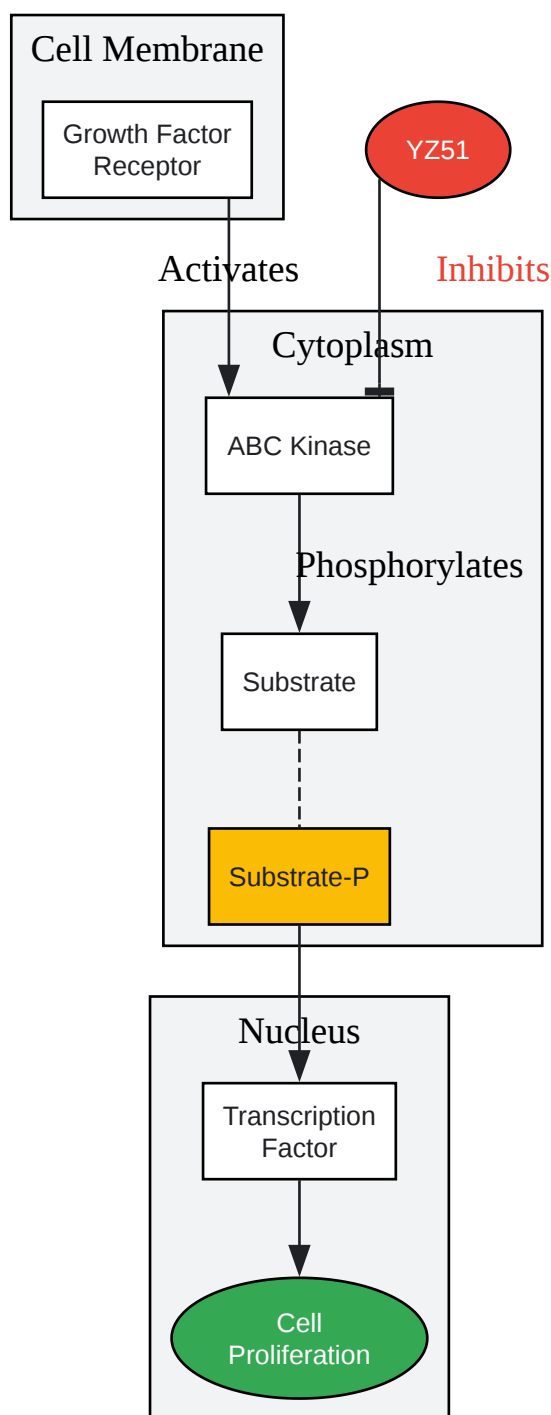 Cell Membrane
Growth Factor
Receptor
YZ51
Activates
Inhibits
Cytoplasm
ABC Kinase
Phosphorylates
Substrate
Substrate-P
Nucleus
Transcription
Factor
Cell
Proliferation